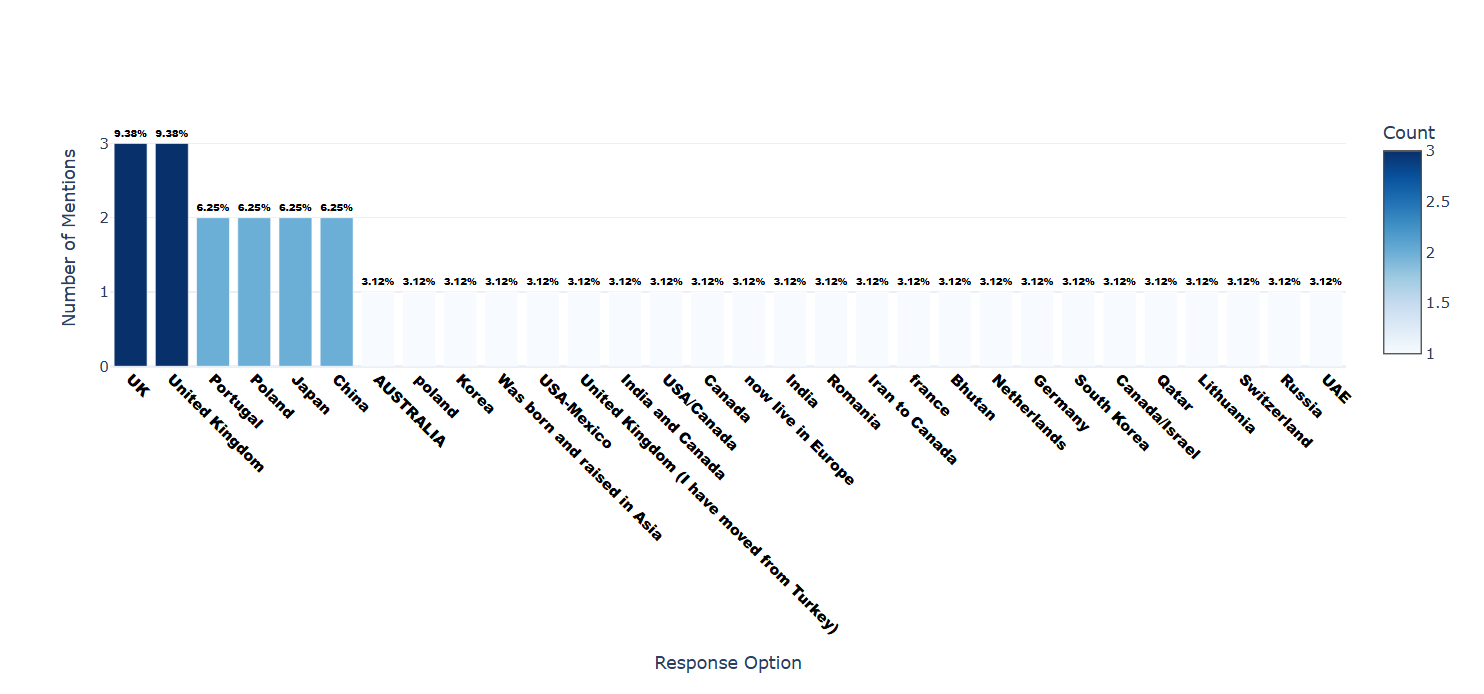 Count
9.38% 9.38%
6.25% 6.25% 6.25% 6.25%
3.12% 3.12% 3.12% 3.12% 3.12% 3.12% 3.12% 3.12% 3.12% 3.12% 3.12% 3.12% 3.12% 3.12% 3.12% 3.12% 3.12% 3.12% 3.12% 3.12% 3.12% 3.12% 3.12% 3.12%
Number of Mentions
3
2
1
0
UK
United Kingdom
Portugal
Poland
Japan
China
AUSTRALIA
poland
Korea
Was born and raised in Asia
USA-Mexico
United Kingdom (I have moved from Turkey)
India and Canada
USA/Canada
Canada
now live in Europe
India
Romania
Iran to Canada
france
Bhutan
Netherlands
Germany
South Korea
Canada/Israel
Qatar
Lithuania
Switzerland
Russia
UAE
Response Option
3
2.5
2
1.5
1